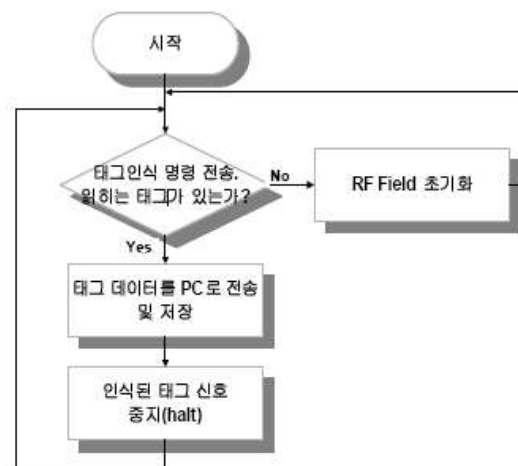 시작
태그인식 명령 전송.
읽히는 태그가 있는가?
No
RF Field 초기화
Yes
태그 데이터를 PC로 전송
및 저장
인식된 태그 신호
중지(halt)